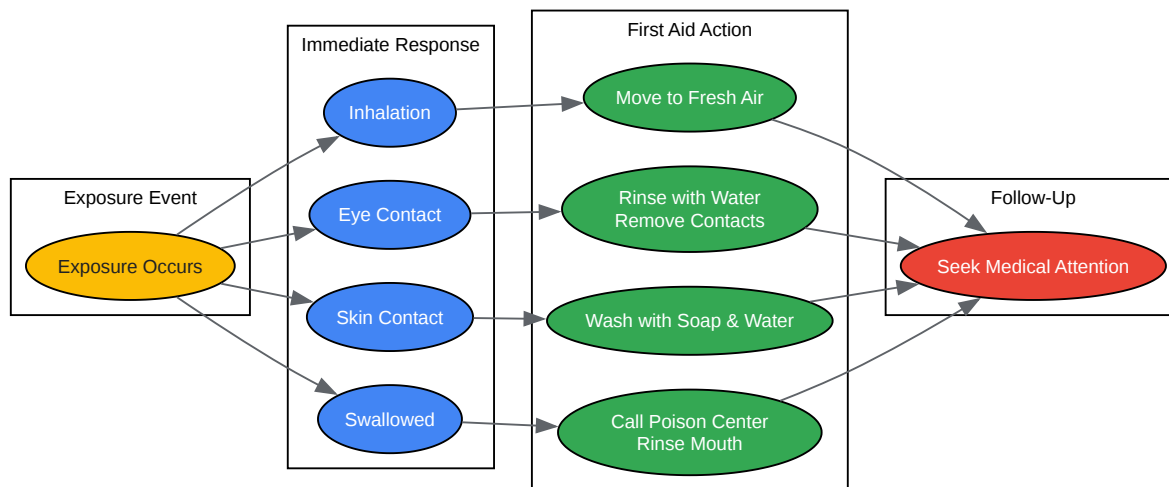 Exposure Event
Exposure Occurs
Immediate Response
Inhalation
Eye Contact
Skin Contact
Swallowed
First Aid Action
Move to Fresh Air
Rinse with Water
Remove Contacts
Wash with Soap & Water
Call Poison Center
Rinse Mouth
Follow-Up
Seek Medical Attention